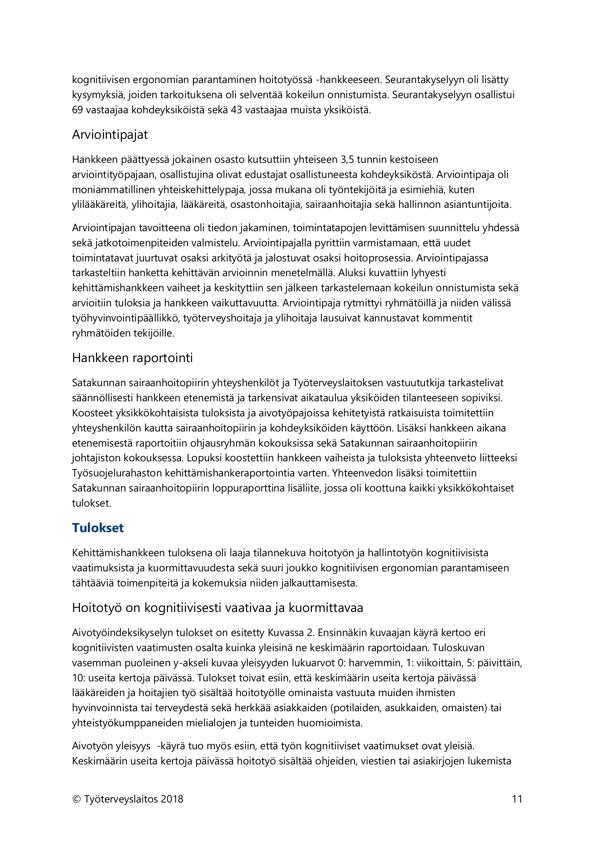 kognitiivisen ergonomian parantaminen hoitotyössä -hankkeeseen. Seurantakyselyyn oli lisätty
kysymyksiä, joiden tarkoituksena oli selventää kokeilun onnistumista. Seurantakyselyyn osallistui
69 vastaajaa kohdeyksiköistä sekä 43 vastaajaa muista yksiköistä.
Arviointipajat
Hankkeen päättyessä jokainen osasto kutsuttiin yhteiseen 3,5 tunnin kestoiseen
arviointityöpajaan, osallistujina olivat edustajat osallistuneesta kohdeyksiköstä. Arviointipaja oli
moniammatillinen yhteiskehittelypaja, jossa mukana oli työntekijöitä ja esimiehiä, kuten
ylilääkäreitä, ylihoitajia, lääkäreitä, osastonhoitajia, sairaanhoitajia sekä hallinnon asiantuntijoita.
Arviointipajan tavoitteena oli tiedon jakaminen, toimintatapojen levittämisen suunnittelu yhdessä
sekä jatkotoimenpiteiden valmistelu. Arviointipajalla pyrittiin varmistamaan, että uudet
toimintatavat juurtuvat osaksi arkityötä ja jalostuvat osaksi hoitoprosessia. Arviointipajassa
tarkasteltiin hanketta kehittävän arvioinnin menetelmällä. Aluksi kuvattiin lyhyesti
kehittämishankkeen vaiheet ja keskityttiin sen jälkeen tarkastelemaan kokeilun onnistumista sekä
arvioitiin tuloksia ja hankkeen vaikuttavuutta. Arviointipaja rytmittyi ryhmätöillä ja niiden välissä
työhyvinvointipäällikkö, työterveyshoitaja ja ylihoitaja lausuivat kannustavat kommentit
ryhmätöiden tekijöille.
Hankkeen raportointi
Satakunnan sairaanhoitopiirin yhteyshenkilöt ja Työterveyslaitoksen vastuututkija tarkastelivat
säännöllisesti hankkeen etenemistä ja tarkensivat aikataulua yksiköiden tilanteeseen sopiviksi.
Koosteet yksikkökohtaisista tuloksista ja aivotyöpajoissa kehitetyistä ratkaisuista toimitettiin
yhteyshenkilön kautta sairaanhoitopiirin ja kohdeyksiköiden käyttöön. Lisäksi hankkeen aikana
etenemisestä raportoitiin ohjausryhmän kokouksissa sekä Satakunnan sairaanhoitopiirin
johtajiston kokouksessa. Lopuksi koostettiin hankkeen vaiheista ja tuloksista yhteenveto liitteeksi
Työsuojelurahaston kehittämishankeraportointia varten. Yhteenvedon lisäksi toimitettiin
Satakunnan sairaanhoitopiirin loppuraporttina lisäliite, jossa oli koottuna kaikki yksikkökohtaiset
tulokset.
Tulokset
Kehittämishankkeen tuloksena oli laaja tilannekuva hoitotyön ja hallintotyön kognitiivisista
vaatimuksista ja kuormittavuudesta sekä suuri joukko kognitiivisen ergonomian parantamiseen
tähtääviä toimenpiteitä ja kokemuksia niiden jalkauttamisesta.
Hoitotyö on kognitiivisesti vaativaa ja kuormittavaa
Aivotyöindeksikyselyn tulokset on esitetty Kuvassa 2. Ensinnäkin kuvaajan käyrä kertoo eri
kognitiivisten vaatimusten osalta kuinka yleisinä ne keskimäärin raportoidaan. Tuloskuvan
vasemman puoleinen y-akseli kuvaa yleisyyden lukuarvot 0: harvemmin, 1: viikoittain, 5: päivittäin,
10: useita kertoja päivässä. Tulokset toivat esiin, että keskimäärin useita kertoja päivässä
lääkäreiden ja hoitajien työ sisältää hoitotyölle ominaista vastuuta muiden ihmisten
hyvinvoinnista tai terveydestä sekä herkkää asiakkaiden (potilaiden, asukkaiden, omaisten) tai
yhteistyökumppaneiden mielialojen ja tunteiden huomioimista.
Aivotyön yleisyys -käyrä tuo myös esiin, että työn kognitiiviset vaatimukset ovat yleisiä.
Keskimäärin useita kertoja päivässä hoitotyö sisältää ohjeiden, viestien tai asiakirjojen lukemista
© Työterveyslaitos 2018 11